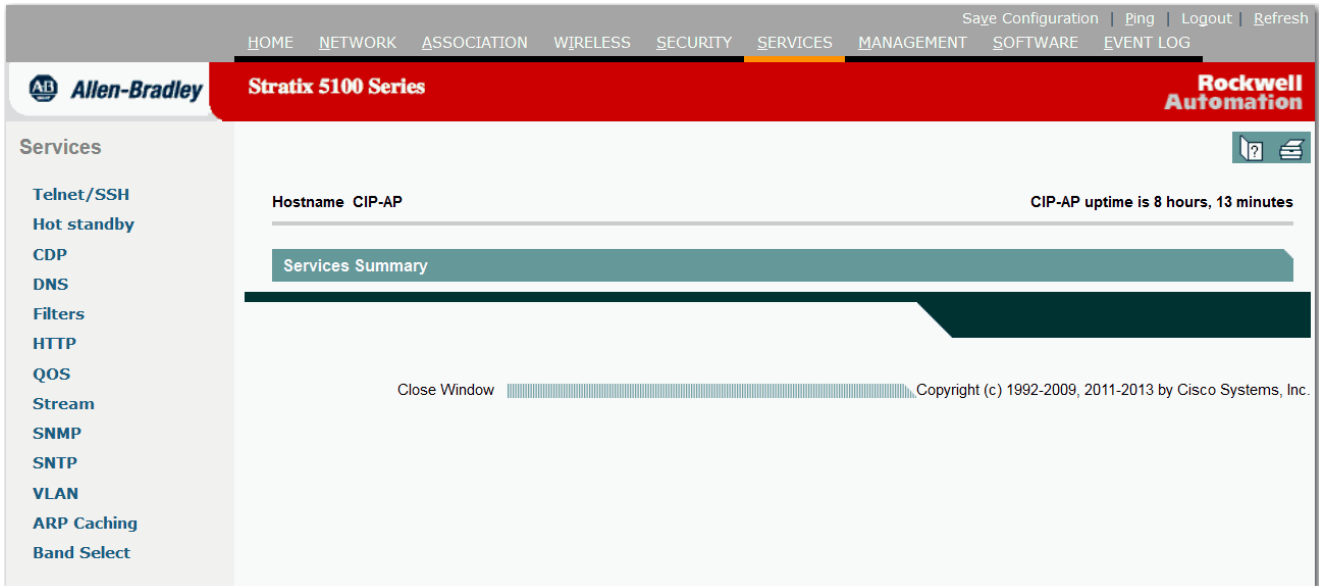 Save Configuration | Ping | Logout | Refresh
HOME NETWORK ASSOCIATION WIRELESS SECURITY SERVICES MANAGEMENT SOFTWARE EVENT LOG
AB Allen-Bradley
Stratix 5100 Series
Rockwell
Automation
Services
Telnet/SSH
Hot standby
CDP
DNS
Filters
HTTP
QOS
Stream
SNMP
SNTP
VLAN
ARP Caching
Band Select
?
Hostname CIP-AP
CIP-AP uptime is 8 hours, 13 minutes
Services Summary
Close Window
Copyright (c) 1992-2009, 2011-2013 by Cisco Systems, Inc.